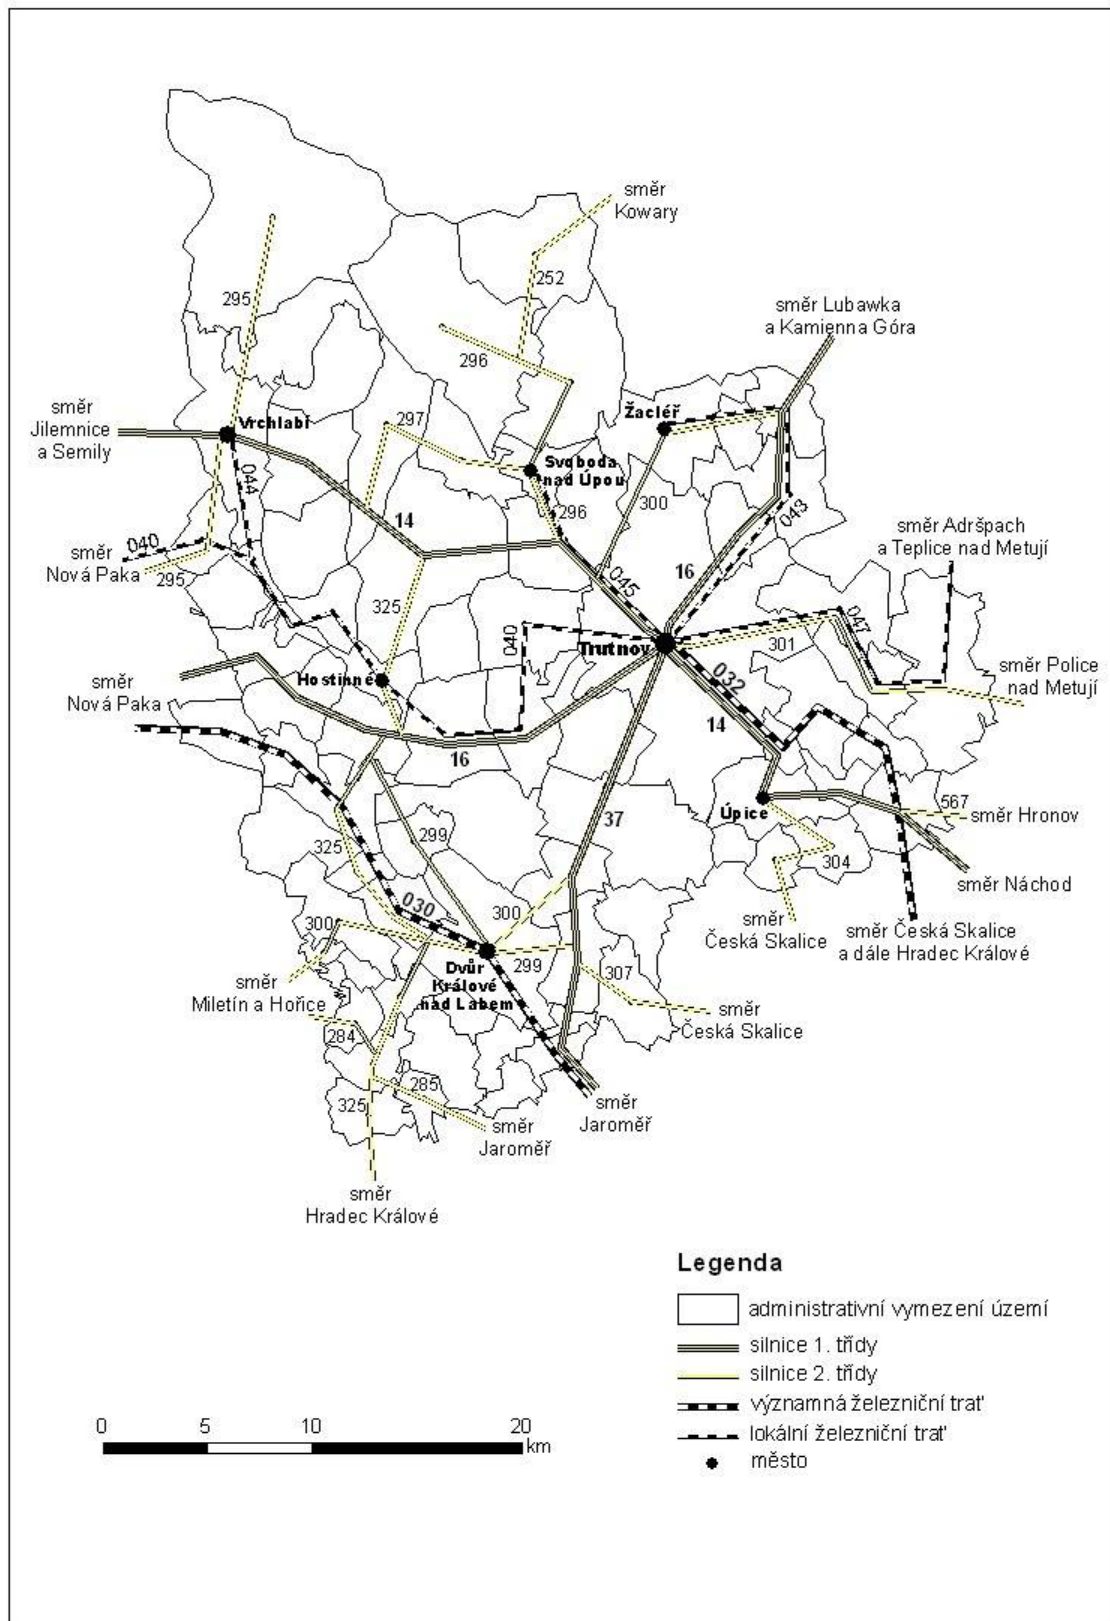 směr
Kowary
252
295
směr Lubawka
a Kamienna Góra
296
směr
Jilemnice
a Semily
Vrchlabí
297
Žacléř
Svoboda
nad Úpou
044
300
043
14
296
směr Adršpach
a Teplice nad Metují
040
směr
Nová Paka
295
16
045
325
040
047
301
Trutnov
032
směr Police
nad Metují
Hostinné
směr
Nová Paka
14
16
Úpice
567
směr Hronov
37
299
325
304
směr Náchod
030
300
300
směr
Česká Skalice
směr Česká Skalice
a dále Hradec Králové
299
Dvůr
Králové
nad Labem
307
směr
Miletín a Hořice
směr
Česká Skalice
284
285
325
směr
Jaroměř
směr
Jaroměř
směr
Hradec Králové
Legenda
administrativní vymezení území
silnice 1. třídy
silnice 2. třídy
významná železniční trať
lokální železniční trať
město
0 5 10 20
km